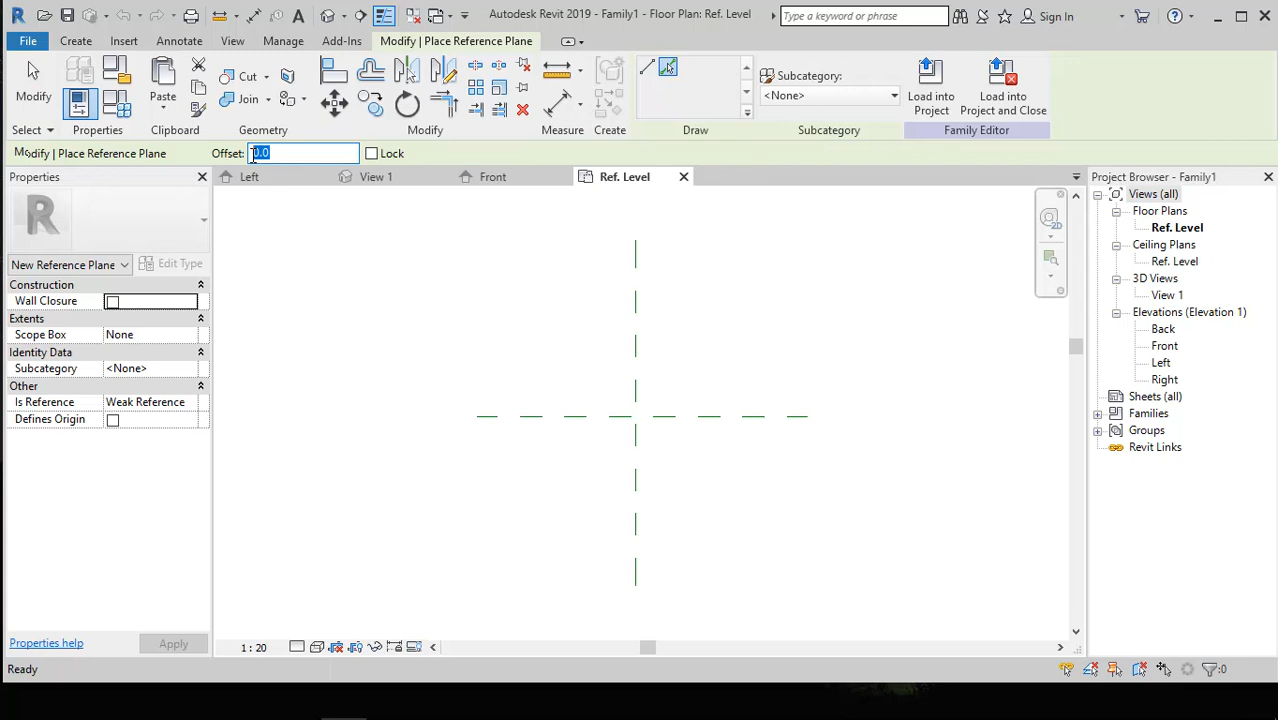 Autodesk Revit 2019 - Family1 - Floor Plan: Ref. Level
Type a keyword or phrase
Sign In
File
Create
Insert
Annotate
View
Manage
Add-Ins
Modify | Place Reference Plane
Modify
Paste
Cut
Join
Subcategory:
<None>
Load into
Project
Load into
Project and Close
Select
Properties
Clipboard
Geometry
Modify
Measure
Create
Draw
Subcategory
Family Editor
Modify | Place Reference Plane
Offset:
0.0
Lock
Properties
Left
View 1
Front
Ref. Level
Project Browser - Family1
R
New Reference Plane
Edit Type
Construction
Wall Closure
Extents
Scope Box
None
Identity Data
Subcategory
<None>
Other
Is Reference
Weak Reference
Defines Origin
2D
Views (all)
Floor Plans
Ref. Level
Ceiling Plans
Ref. Level
3D Views
View 1
Elevations (Elevation 1)
Back
Front
Left
Right
Sheets (all)
Families
Groups
Revit Links
Properties help
Apply
1 : 20
Ready
:0